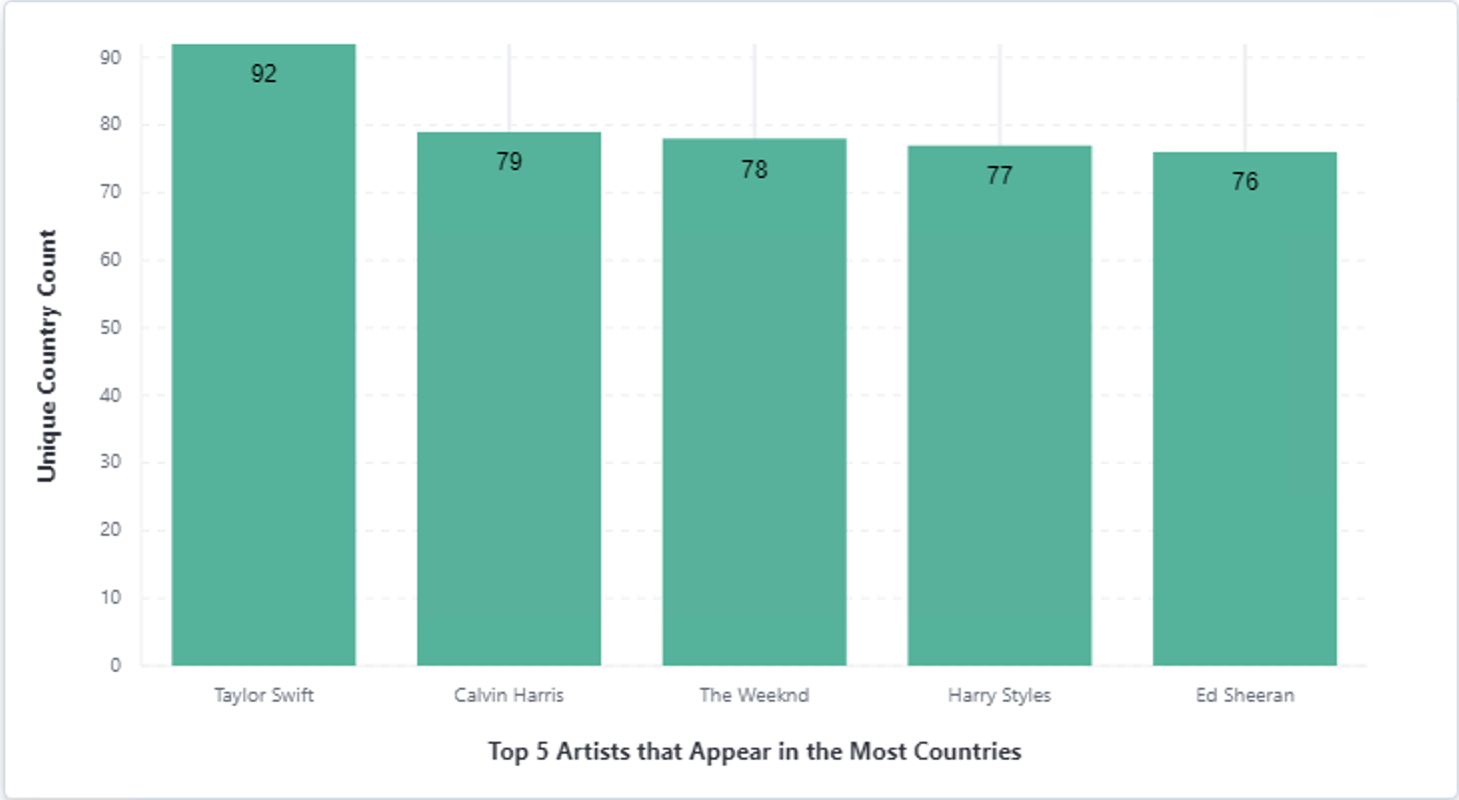 Unique Country Count
90
80
70
60
50
40
30
20
10
0
92
79
78
77
76
Taylor Swift
Calvin Harris
The Weeknd
Harry Styles
Ed Sheeran
Top 5 Artists that Appear in the Most Countries